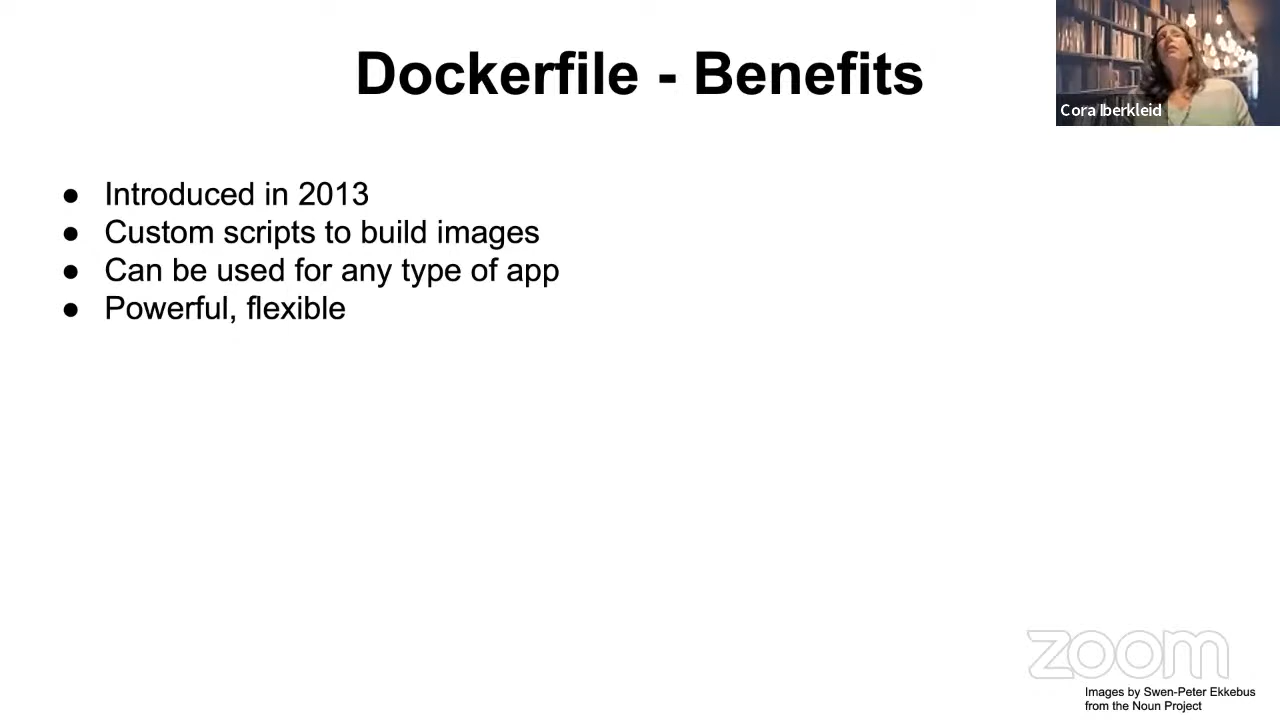 Dockerfile - Benefits
Cora Iberkleid
● Introduced in 2013
● Custom scripts to build images
● Can be used for any type of app
● Powerful, flexible
zoom
Images by Swen-Peter Ekkebus
from the Noun Project